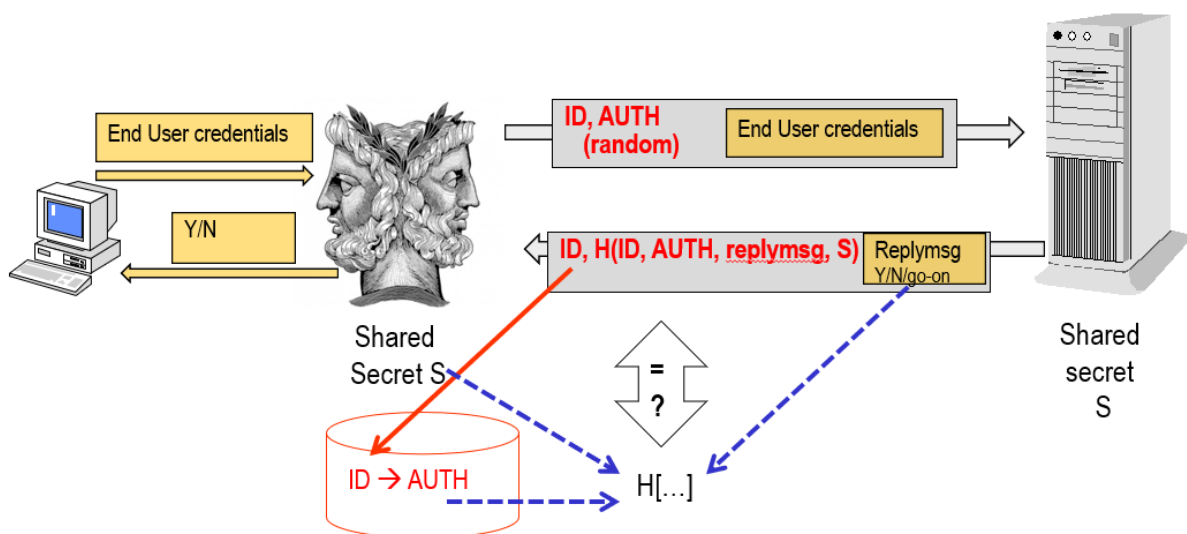 End User credentials
ID, AUTH
(random)
End User credentials
Y/N
ID, H(ID, AUTH, replymsg, S)
Replymsg
Y/N/go-on
Shared
Secret S
=
?
Shared
secret
S
ID → AUTH
H[…]